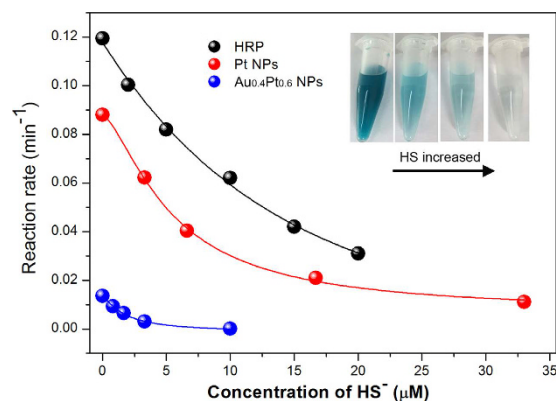 0.12
0.10
0.08
0.06
0.04
0.02
0.00
Reaction rate (min⁻¹)
HRP
Pt NPs
Au₀.₄Pt₀.₆ NPs
HS increased
0 5 10 15 20 25 30 35
Concentration of HS⁻ (μM)